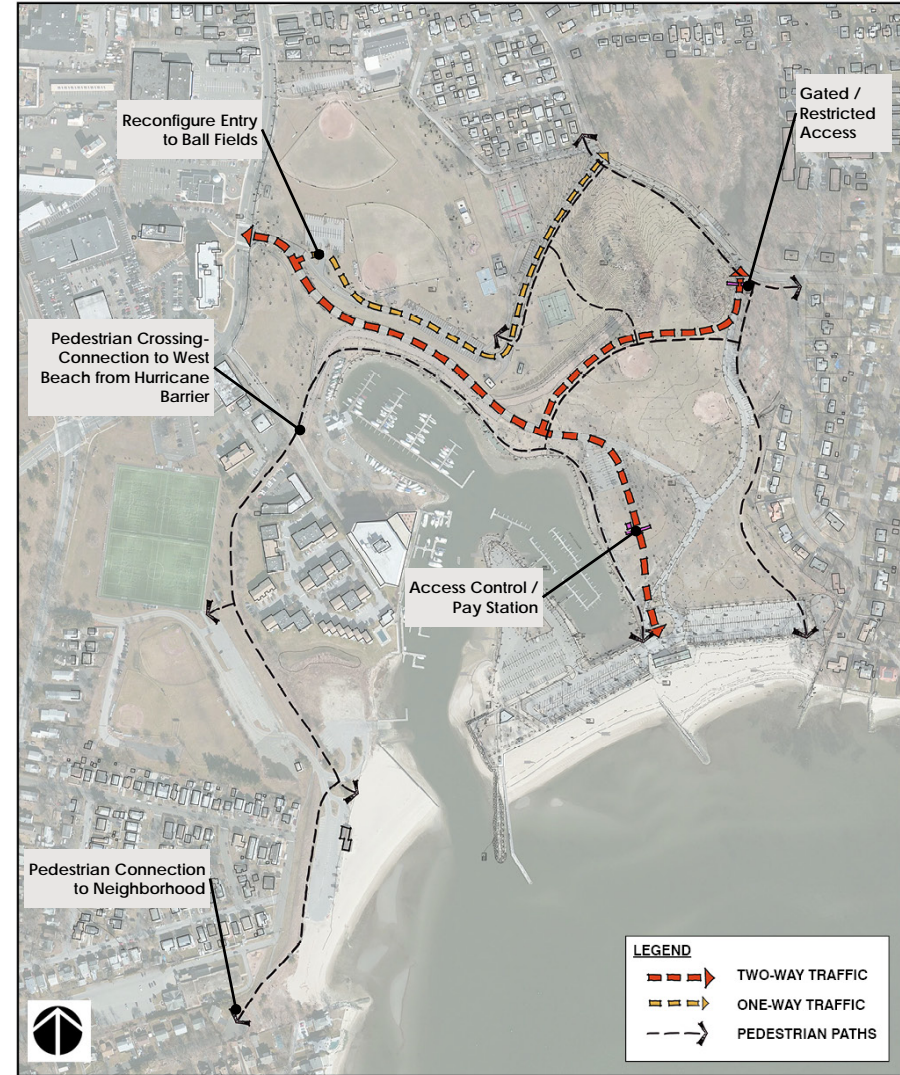 Gated /
Restricted
Access
Reconfigure Entry
to Ball Fields
Pedestrian Crossing-
Connection to West
Beach from Hurricane
Barrier
Access Control /
Pay Station
Pedestrian Connection
to Neighborhood
LEGEND
TWO-WAY TRAFFIC
ONE-WAY TRAFFIC
PEDESTRIAN PATHS